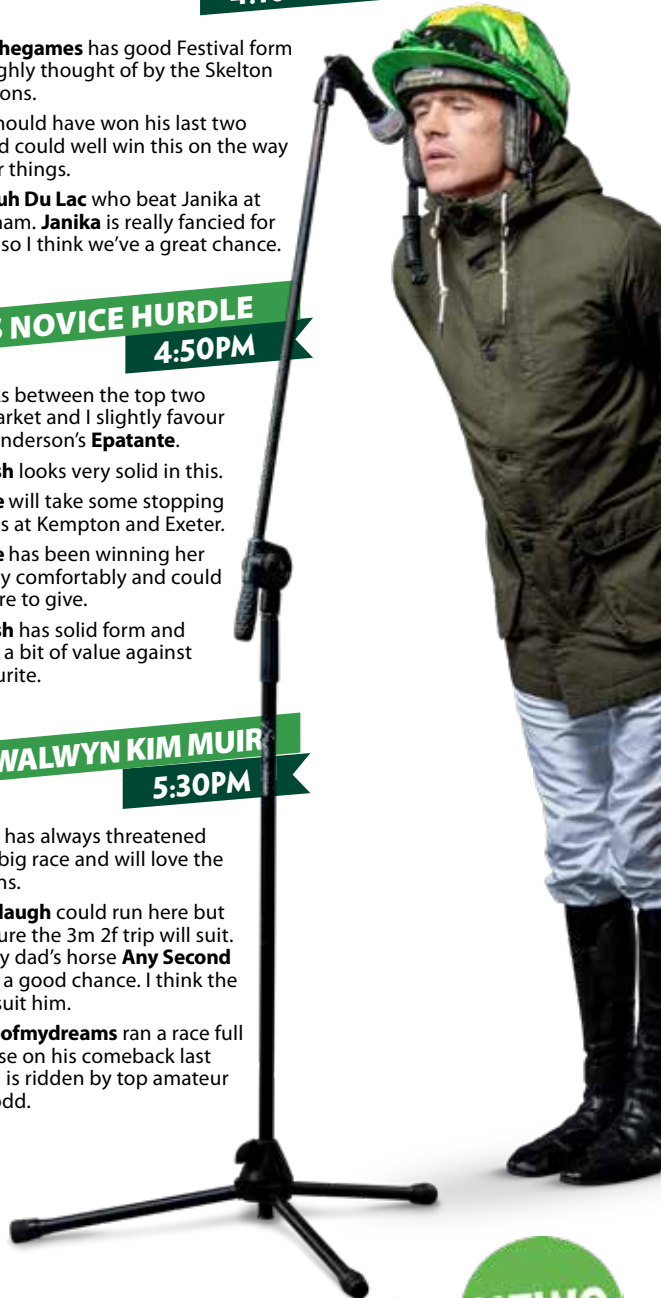 hegames has good Festival form
ghly thought of by the Skelton
ons.
hould have won his last two
d could well win this on the way
r things.
uh Du Lac who beat Janika at
ham. Janika is really fancied for
so I think we've a great chance.
S NOVICE HURDLE
4:50PM
s between the top two
arket and I slightly favour
nderson's Epatante.
sh looks very solid in this.
e will take some stopping
s at Kempton and Exeter.
e has been winning her
y comfortably and could
re to give.
sh has solid form and
a bit of value against
urite.
WALWYN KIM MUIR
5:30PM
has always threatened
big race and will love the
ns.
laugh could run here but
ure the 3m 2f trip will suit.
y dad's horse Any Second
a good chance. I think the
suit him.
ofmydreams ran a race full
se on his comeback last
is ridden by top amateur
odd.